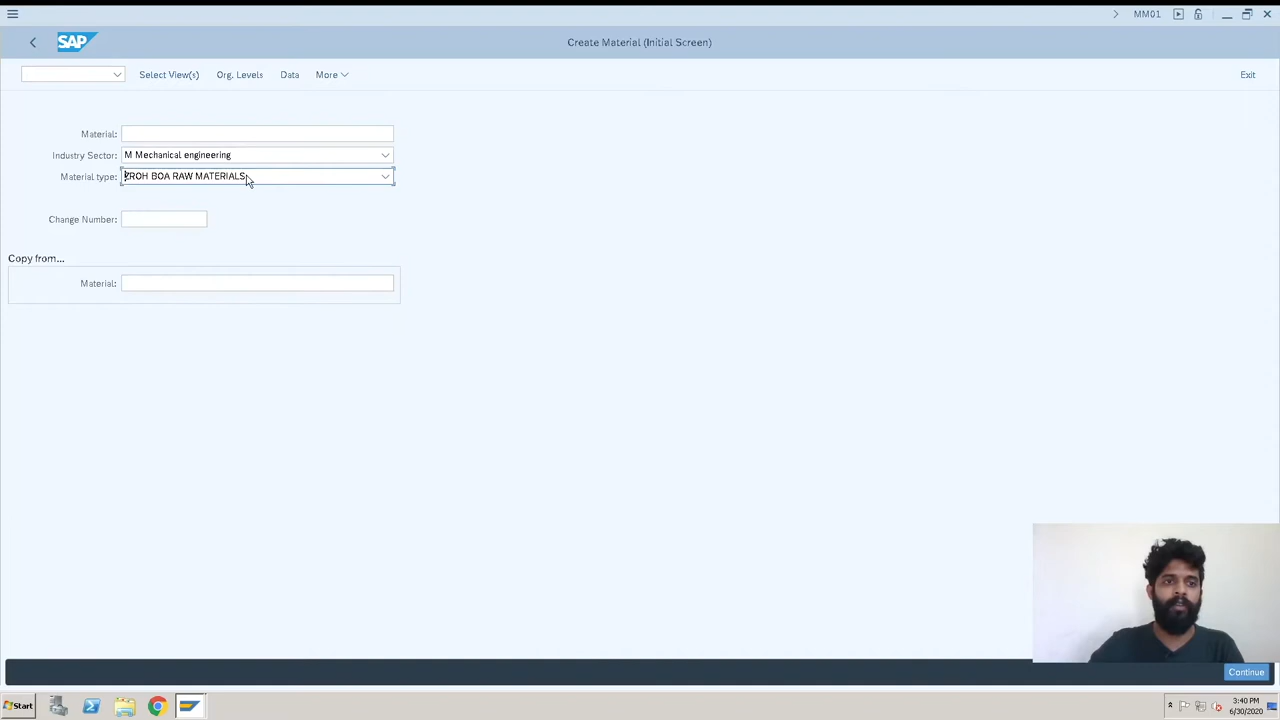 MM01
SAP
Create Material (Initial Screen)
Select View(s) Org. Levels Data More Exit
Material:
Industry Sector: M Mechanical engineering
Material type: ZROH BOA RAW MATERIALS
Change Number:
Copy from...
Material:
Continue
Start
3:40 PM
6/30/2020